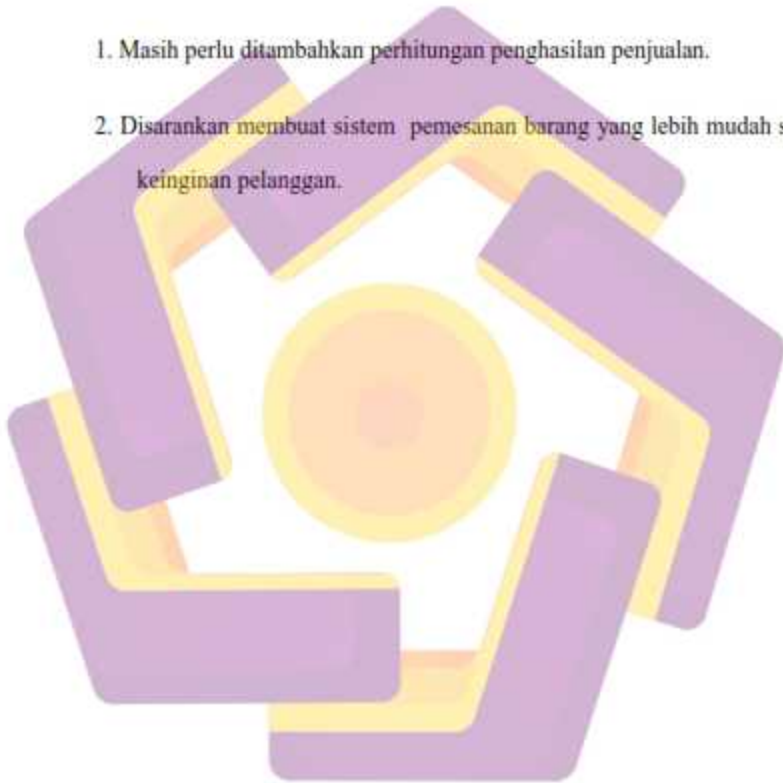 1. Masih perlu ditambahkan perhitungan penghasilan penjualan.
2. Disarankan membuat sistem pemesanan barang yang lebih mudah
keinginan pelanggan.